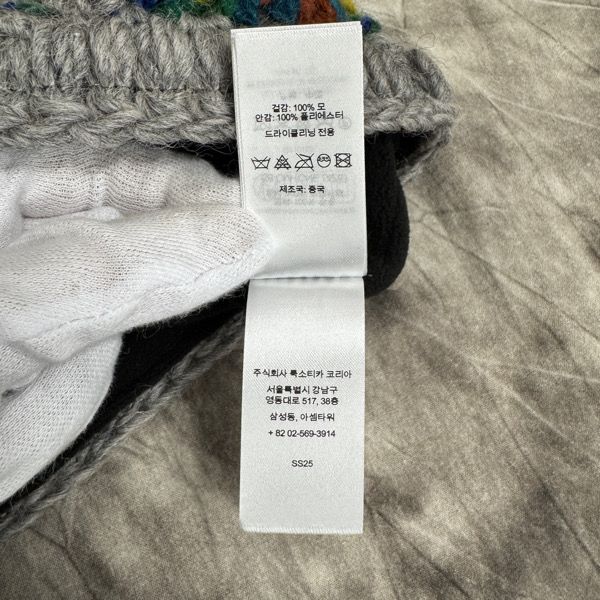 겉감: 100% 모
안감: 100% 폴리에스터
드라이클리닝 전용
제조국: 중국
주식회사 룩소티카 코리아
서울특별시 강남구
영동대로 517, 38층
삼성동, 아셈타워
+ 82 02-569-3914
SS25